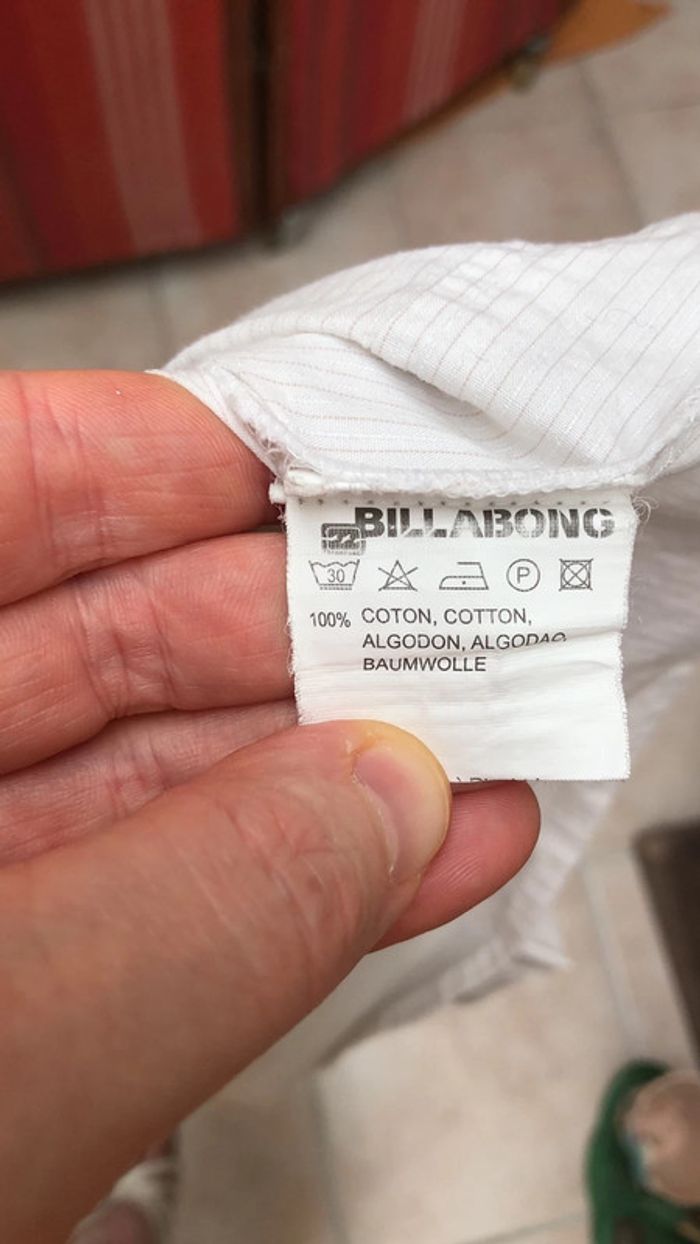 BILLABONG
30 P
100% COTON, COTTON,
ALGODON, ALGODAO
BAUMWOLLE